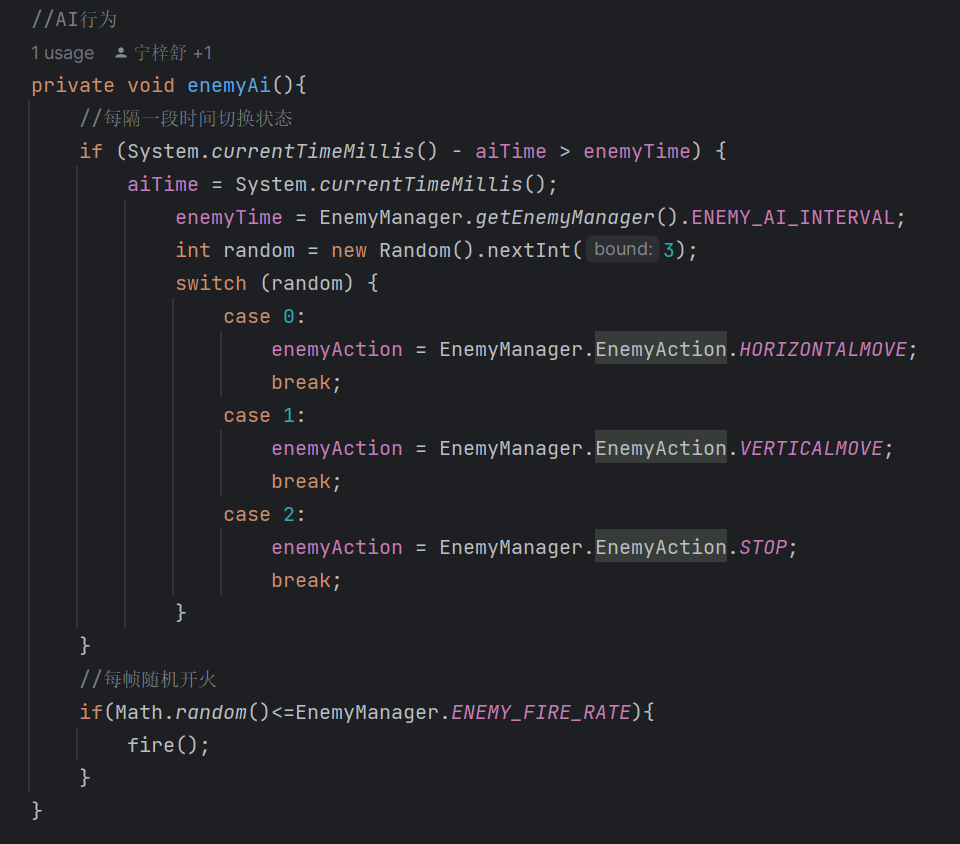 //AI行为
1 usage  宁梓舒 +1
private void enemyAi(){
    //每隔一段时间切换状态
    if (System.currentTimeMillis() - aiTime > enemyTime) {
        aiTime = System.currentTimeMillis();
            enemyTime = EnemyManager.getEnemyManager().ENEMY_AI_INTERVAL;
            int random = new Random().nextInt( bound: 3);
            switch (random) {
                case 0:
                    enemyAction = EnemyManager.EnemyAction.HORIZONTALMOVE;
                    break;
                case 1:
                    enemyAction = EnemyManager.EnemyAction.VERTICALMOVE;
                    break;
                case 2:
                    enemyAction = EnemyManager.EnemyAction.STOP;
                    break;
            }
    }
    //每帧随机开火
    if(Math.random()<=EnemyManager.ENEMY_FIRE_RATE){
        fire();
    }
}